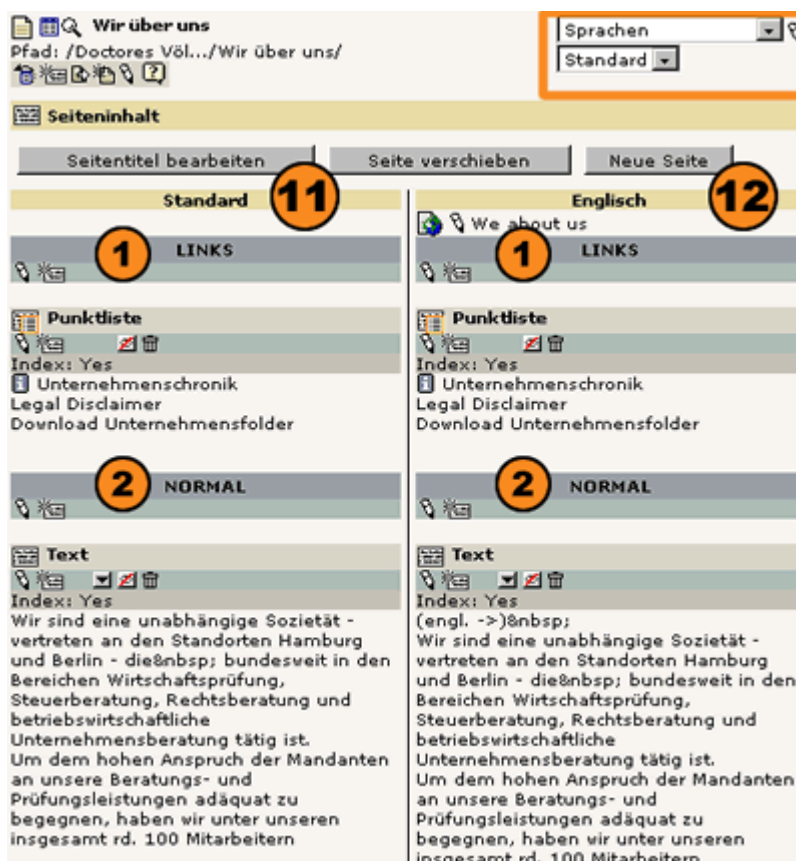 Wir über uns
Pfad: /Doctores Völ.../Wir über uns/
Sprachen
Standard
Seiteninhalt
Seitentitel bearbeiten
Seite verschieben
Neue Seite
11
12
Standard
1
LINKS
Punktliste
Index: Yes
Unternehmenschronik
Legal Disclaimer
Download Unternehmensfolder
2
NORMAL
Text
Index: Yes
Wir sind eine unabhängige Sozietät -
vertreten an den Standorten Hamburg
und Berlin - die&nbsp; bundesweit in den
Bereichen Wirtschaftsprüfung,
Steuerberatung, Rechtsberatung und
betriebswirtschaftliche
Unternehmensberatung tätig ist.
Um dem hohen Anspruch der Mandanten
an unsere Beratungs- und
Prüfungsleistungen adäquat zu
begegnen, haben wir unter unseren
insgesamt rd. 100 Mitarbeitern
Englisch
We about us
1
LINKS
Punktliste
Index: Yes
Unternehmenschronik
Legal Disclaimer
Download Unternehmensfolder
2
NORMAL
Text
Index: Yes
(engl. ->)&nbsp;
Wir sind eine unabhängige Sozietät -
vertreten an den Standorten Hamburg
und Berlin - die&nbsp; bundesweit in den
Bereichen Wirtschaftsprüfung,
Steuerberatung, Rechtsberatung und
betriebswirtschaftliche
Unternehmensberatung tätig ist.
Um dem hohen Anspruch der Mandanten
an unsere Beratungs- und
Prüfungsleistungen adäquat zu
begegnen, haben wir unter unseren
insgesamt rd. 100 Mitarbeitern